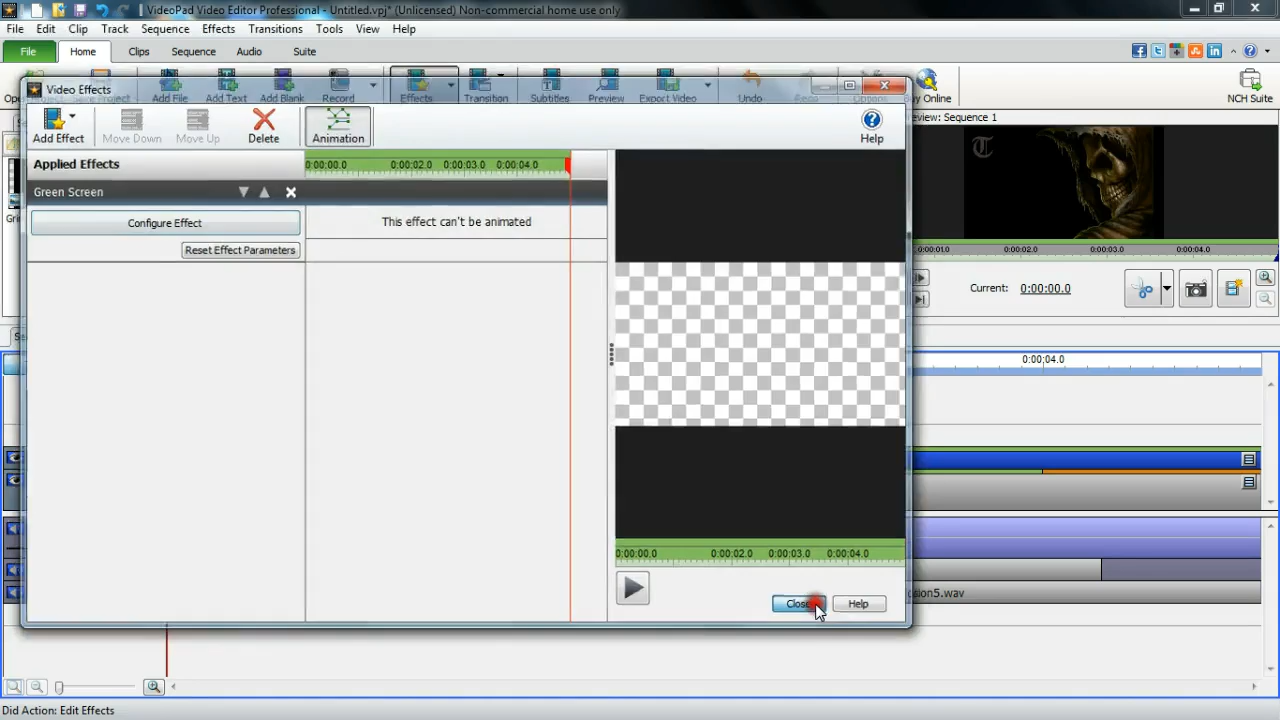 VideoPad Video Editor Professional - Untitled.vpj* (Unlicensed) Non-commercial home use only
File Edit Clip Track Sequence Effects Transitions Tools View Help
File Home Clips Sequence Audio Suite
Add File Add Text Add Blank Record Effects Transition Subtitles Preview Export Video Undo Options Buy Online NCH Suite
Video Effects
Add Effect Move Down Move Up Delete Animation Help
Preview: Sequence 1
Applied Effects 0:00:00.0 0:00:02.0 0:00:03.0 0:00:04.0
Green Screen
Configure Effect This effect can't be animated
Reset Effect Parameters
0:00:01.0 0:00:02.0 0:00:03.0 0:00:04.0
Current: 0:00:00.0
0:00:04.0
0:00:00.0 0:00:02.0 0:00:03.0 0:00:04.0
sion5.wav
Close Help
Did Action: Edit Effects